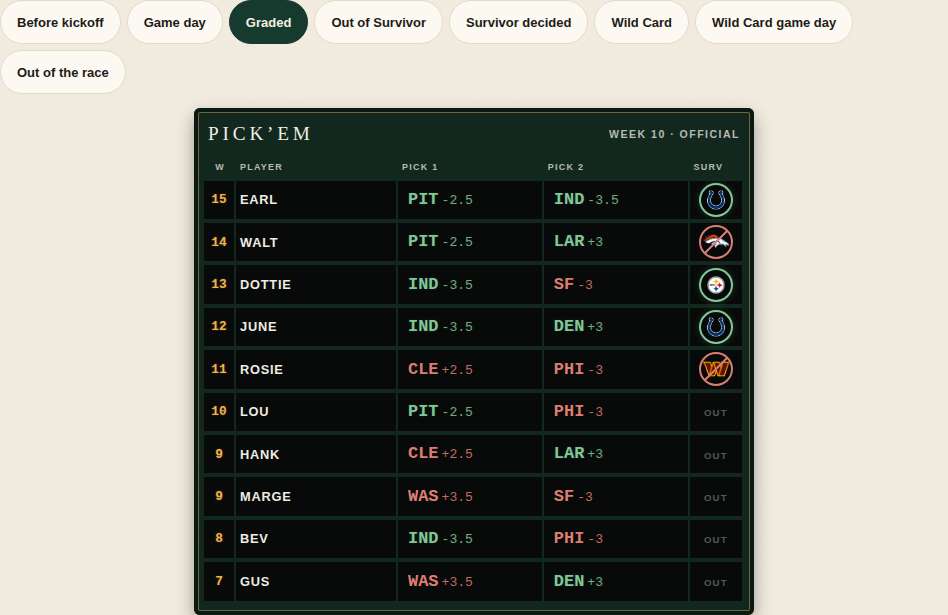 Before kickoff Game day Graded Out of Survivor Survivor decided Wild Card Wild Card game day
Out of the race
PICK’EM WEEK 10 · OFFICIAL
W PLAYER PICK 1 PICK 2 SURV
15 EARL PIT -2.5 IND -3.5
14 WALT PIT -2.5 LAR +3
13 DOTTIE IND -3.5 SF -3
12 JUNE IND -3.5 DEN +3
11 ROSIE CLE +2.5 PHI -3 W
10 LOU PIT -2.5 PHI -3 OUT
9 HANK CLE +2.5 LAR +3 OUT
9 MARGE WAS +3.5 SF -3 OUT
8 BEV IND -3.5 PHI -3 OUT
7 GUS WAS +3.5 DEN +3 OUT